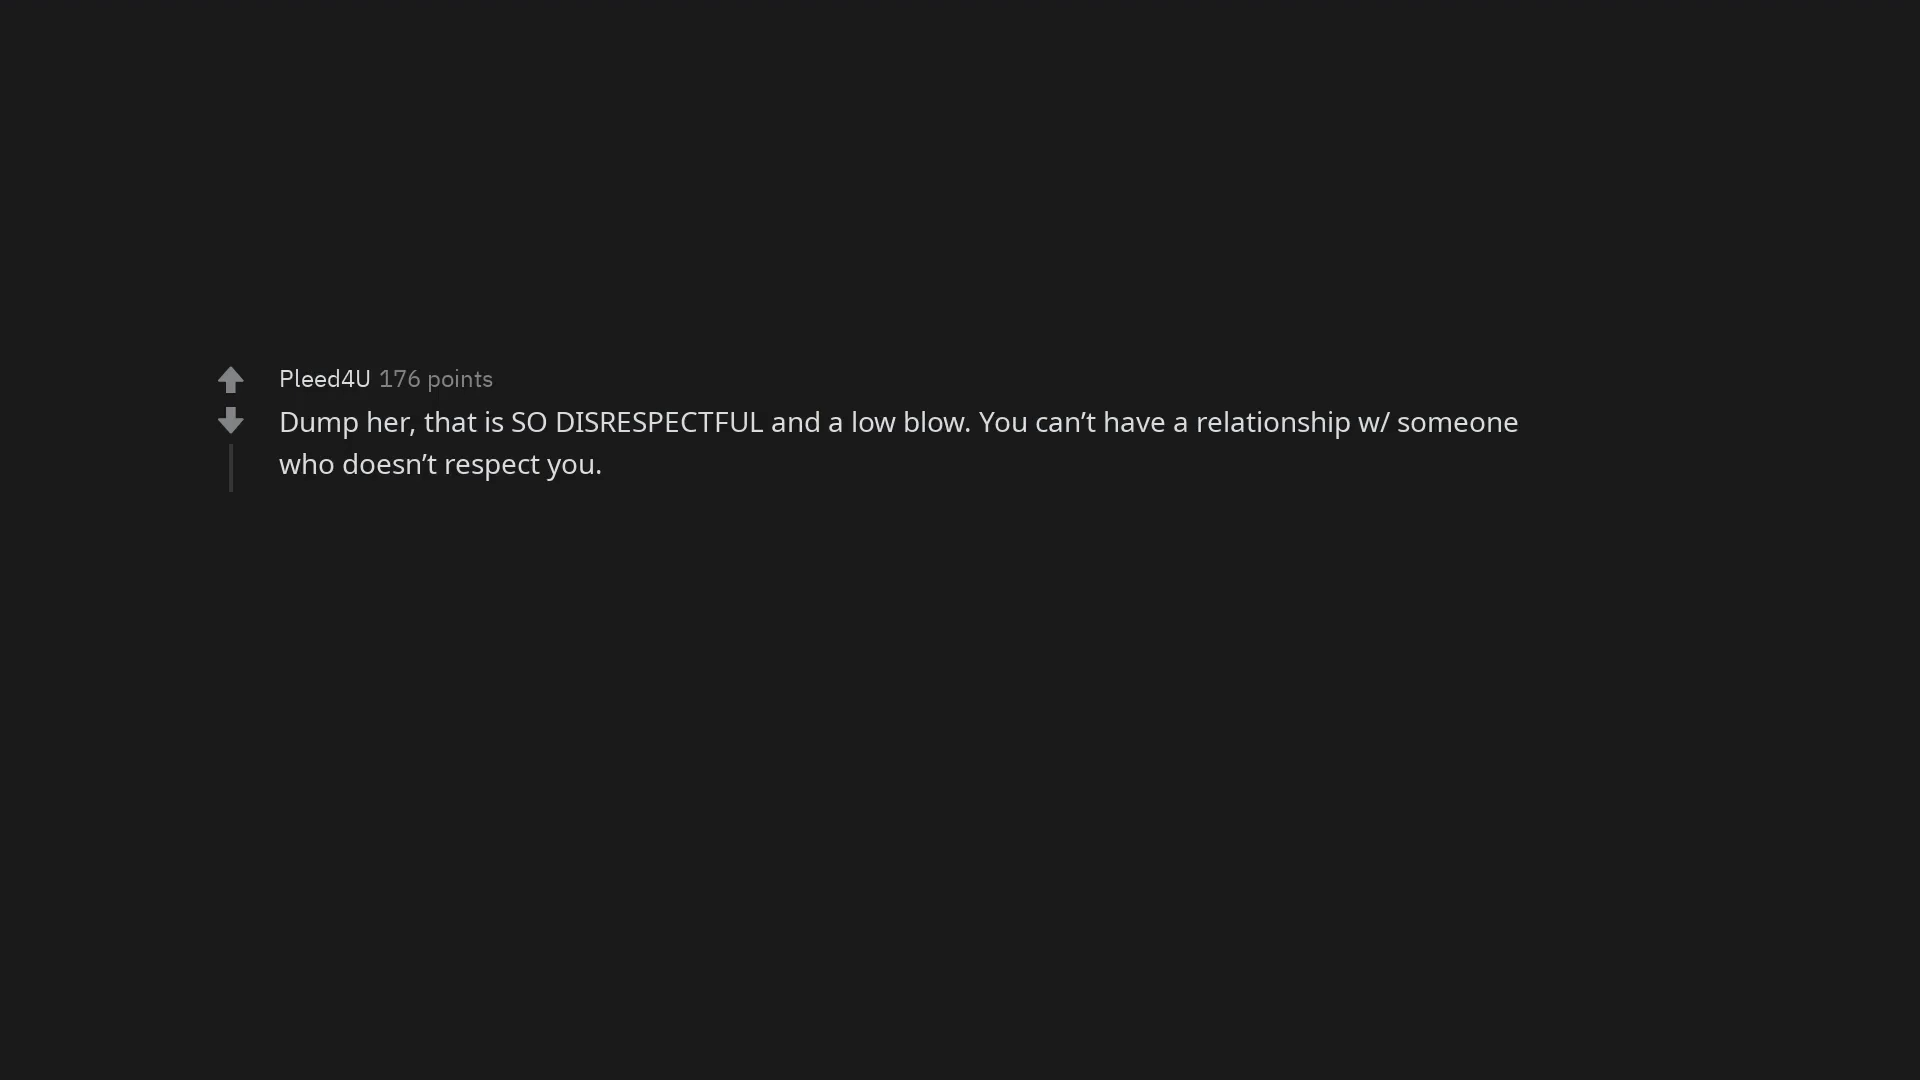 Pleed4U 176 points
Dump her, that is SO DISRESPECTFUL and a low blow. You can’t have a relationship w/ someone
who doesn’t respect you.